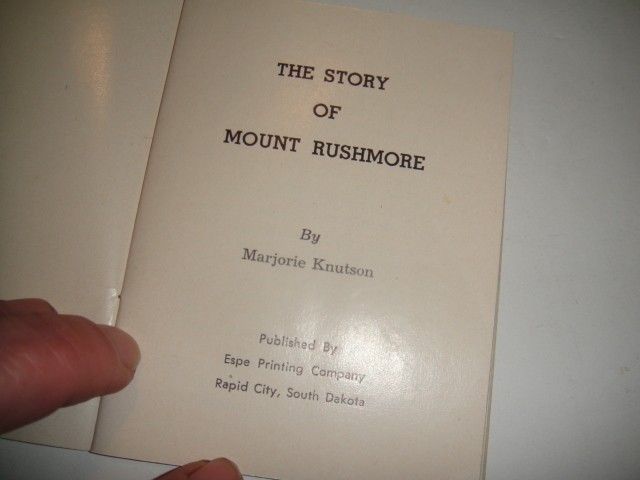 THE STORY
OF
MOUNT RUSHMORE
By
Marjorie Knutson
Published By
Espe Printing Company
Rapid City, South Dakota